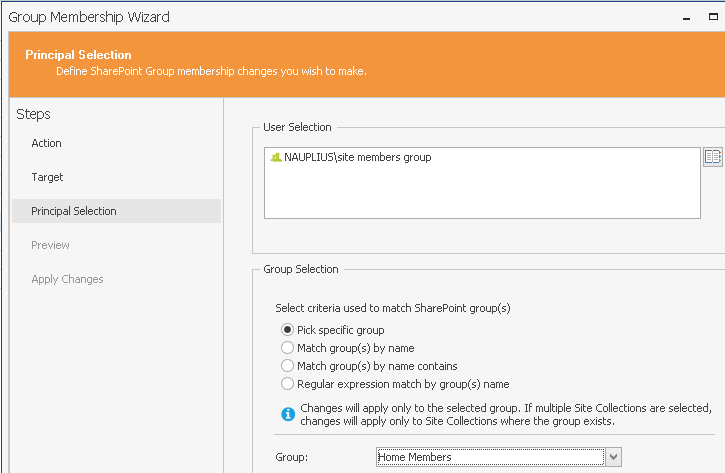 Group Membership Wizard
Principal Selection
Define SharePoint Group membership changes you wish to make.
Steps
Action
Target
Principal Selection
Preview
Apply Changes
User Selection
NAUPLIUS\site members group
Group Selection
Select criteria used to match SharePoint group(s)
Pick specific group
Match group(s) by name
Match group(s) by name contains
Regular expression match by group(s) name
Changes will apply only to the selected group. If multiple Site Collections are selected,
changes will apply only to Site Collections where the group exists.
Group:
Home Members